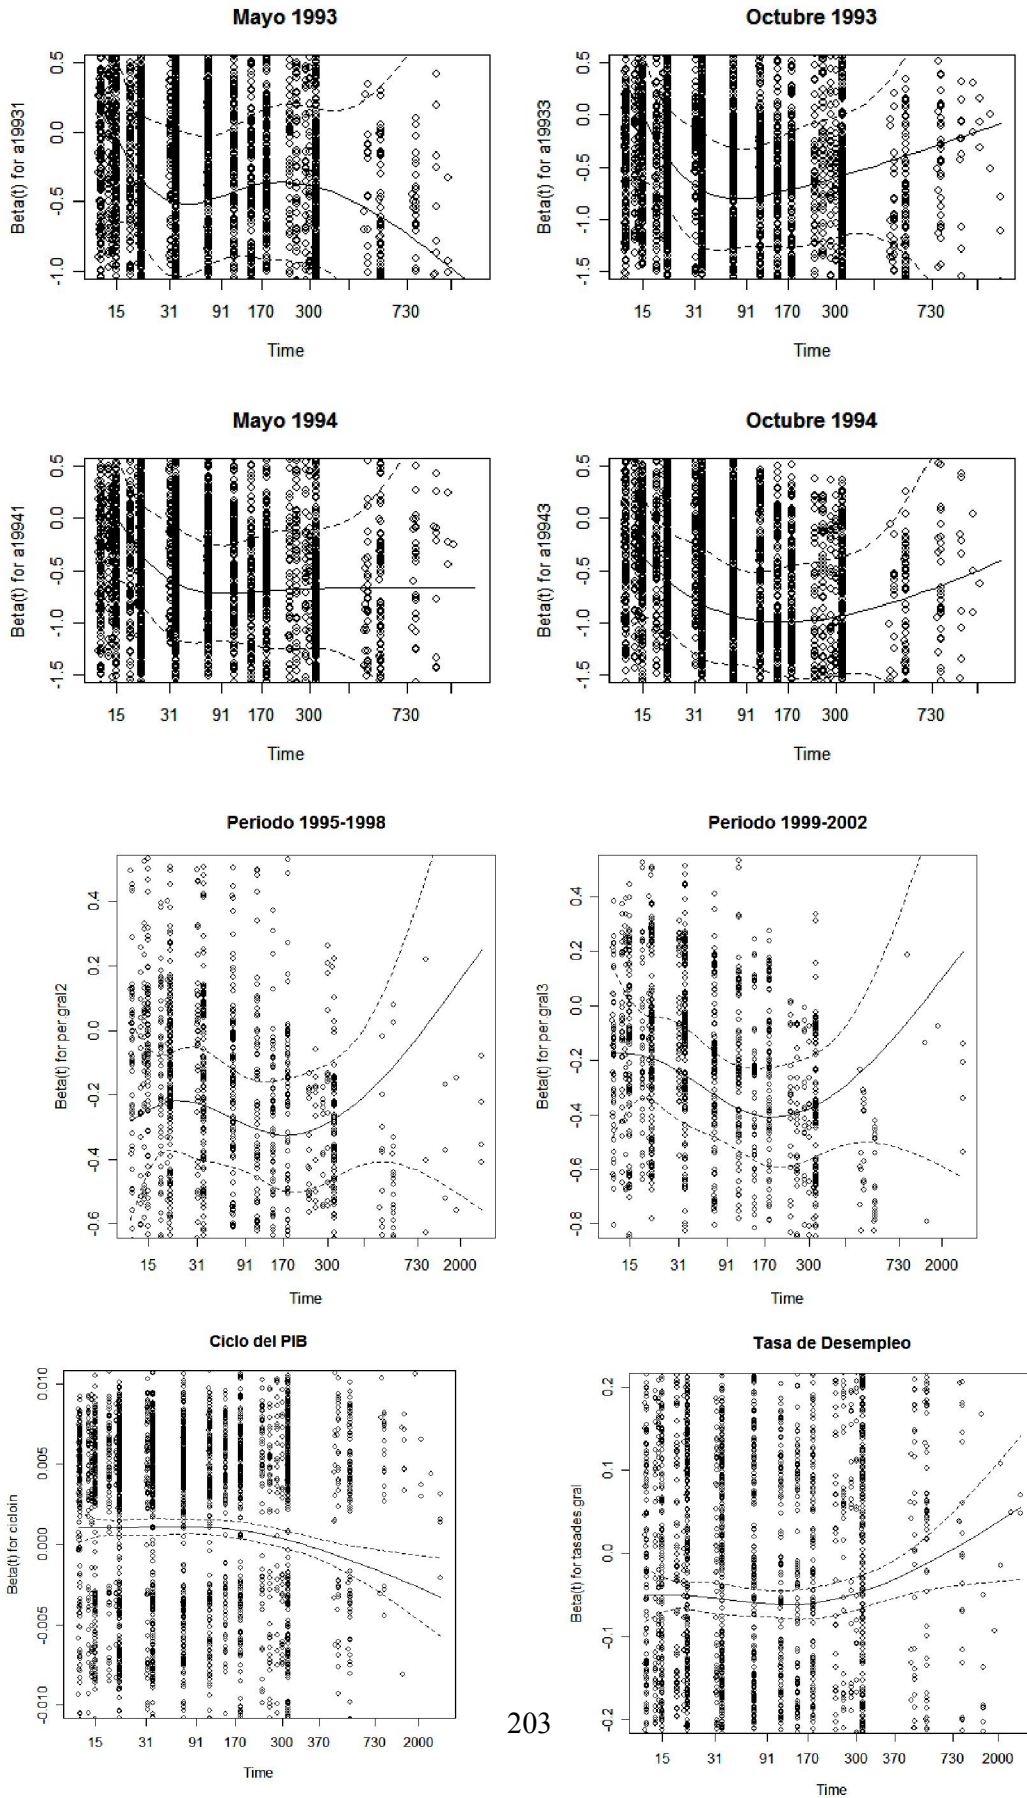 Mayo 1993
Beta(t) for a19931
0.5
0.0
-0.5
-1.0
15 31 91 170 300 730
Time
Octubre 1993
Beta(t) for a19933
0.5
0.0
-0.5
-1.0
-1.5
15 31 91 170 300 730
Time
Mayo 1994
Beta(t) for a19941
0.5
0.0
-0.5
-1.0
-1.5
15 31 91 170 300 730
Time
Octubre 1994
Beta(t) for a19943
0.5
0.0
-0.5
-1.0
-1.5
15 31 91 170 300 730
Time
Periodo 1995-1998
Beta(t) for per gral2
0.4
0.2
0.0
-0.2
-0.4
-0.6
15 31 91 170 300 730 2000
Time
Periodo 1999-2002
Beta(t) for per gral3
0.4
0.2
0.0
-0.2
-0.4
-0.6
-0.8
15 31 91 170 300 730 2000
Time
Ciclo del PIB
Beta(t) for cicloin
0.010
0.005
0.000
-0.005
-0.010
15 31 91 170 300 370 730 2000
Time
Tasa de Desempleo
Beta(t) for tasades gral
0.2
0.1
0.0
-0.1
-0.2
15 31 91 170 300 370 730 2000
Time
203